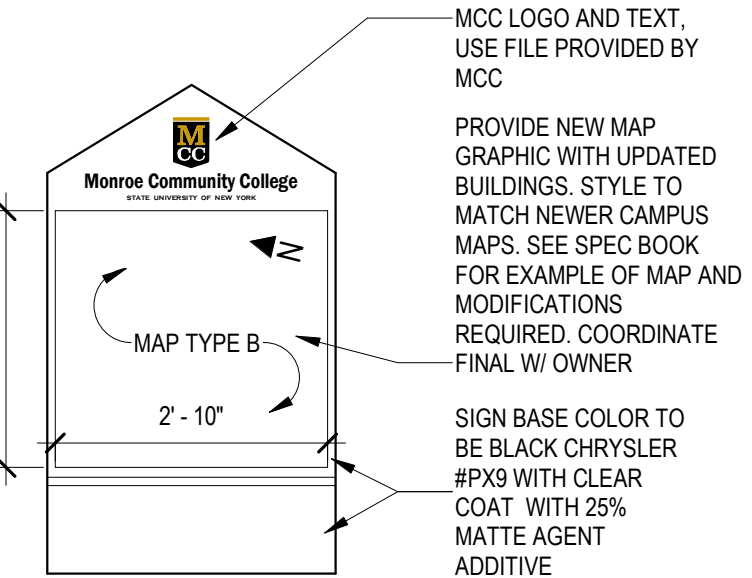 MCC LOGO AND TEXT,
USE FILE PROVIDED BY
MCC
M
CC
Monroe Community College
STATE UNIVERSITY OF NEW YORK
N
MAP TYPE B
2' - 10"
PROVIDE NEW MAP
GRAPHIC WITH UPDATED
BUILDINGS. STYLE TO
MATCH NEWER CAMPUS
MAPS. SEE SPEC BOOK
FOR EXAMPLE OF MAP AND
MODIFICATIONS
REQUIRED. COORDINATE
FINAL W/ OWNER
SIGN BASE COLOR TO
BE BLACK CHRYSLER
#PX9 WITH CLEAR
COAT WITH 25%
MATTE AGENT
ADDITIVE